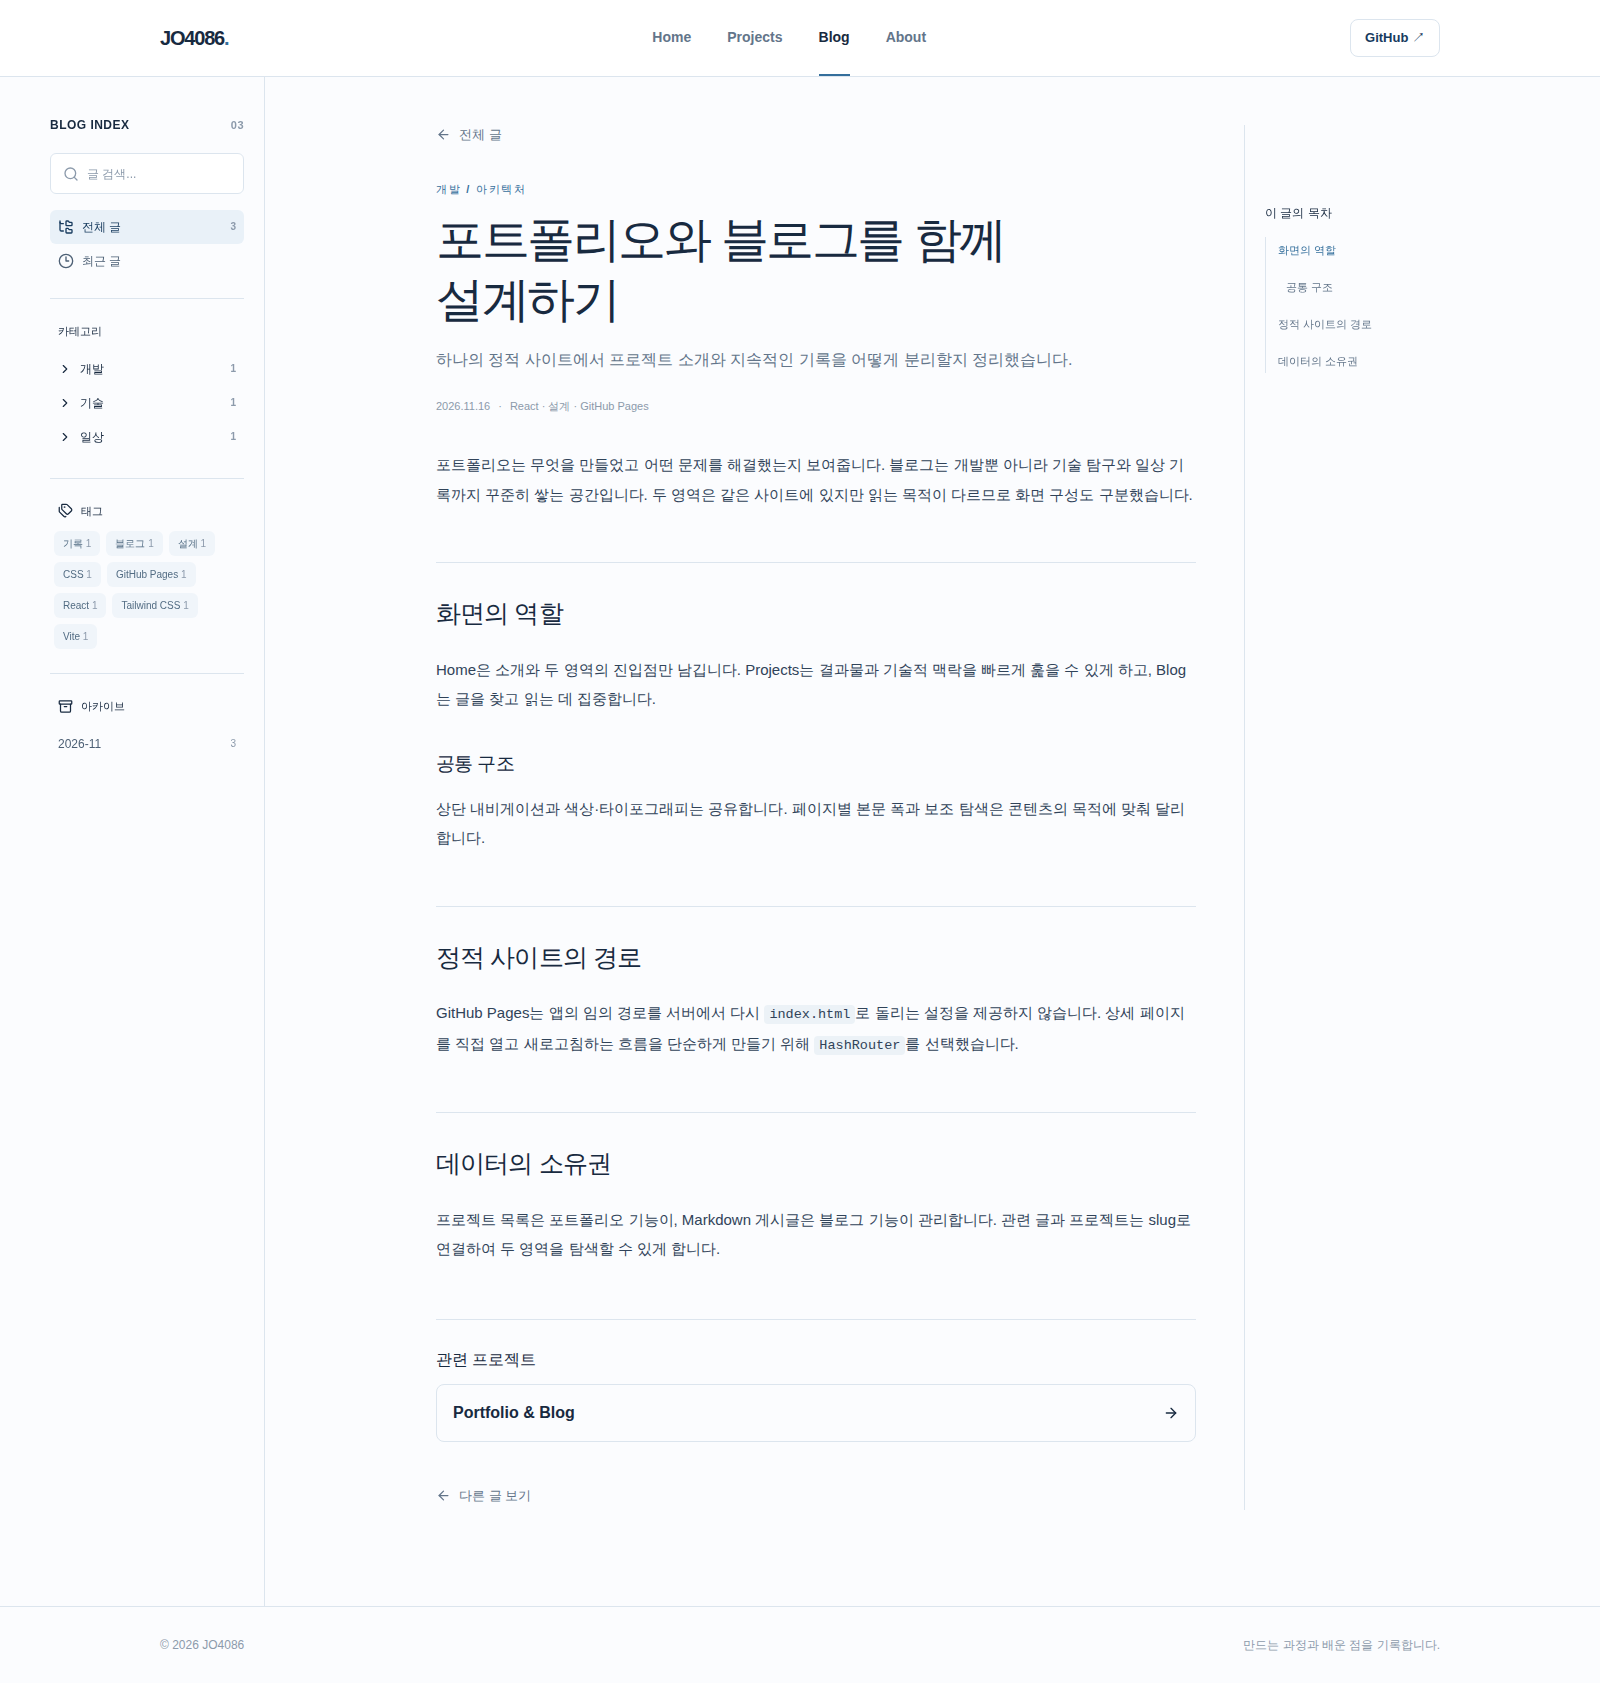 JO4086.
Home
Projects
Blog
About
GitHub ↗
BLOG INDEX
03
글 검색...
전체 글
3
최근 글
카테고리
개발
1
기술
1
일상
1
태그
기록 1
블로그 1
설계 1
CSS 1
GitHub Pages 1
React 1
Tailwind CSS 1
Vite 1
아카이브
2026-11
3
← 전체 글
개발 / 아키텍처
포트폴리오와 블로그를 함께
설계하기
하나의 정적 사이트에서 프로젝트 소개와 지속적인 기록을 어떻게 분리할지 정리했습니다.
2026.11.16 · React · 설계 · GitHub Pages
포트폴리오는 무엇을 만들었고 어떤 문제를 해결했는지 보여줍니다. 블로그는 개발뿐 아니라 기술 탐구와 일상 기
록까지 꾸준히 쌓는 공간입니다. 두 영역은 같은 사이트에 있지만 읽는 목적이 다르므로 화면 구성도 구분했습니다.
화면의 역할
Home은 소개와 두 영역의 진입점만 남깁니다. Projects는 결과물과 기술적 맥락을 빠르게 훑을 수 있게 하고, Blog
는 글을 찾고 읽는 데 집중합니다.
공통 구조
상단 내비게이션과 색상·타이포그래피는 공유합니다. 페이지별 본문 폭과 보조 탐색은 콘텐츠의 목적에 맞춰 달리
합니다.
정적 사이트의 경로
GitHub Pages는 앱의 임의 경로를 서버에서 다시 index.html로 돌리는 설정을 제공하지 않습니다. 상세 페이지
를 직접 열고 새로고침하는 흐름을 단순하게 만들기 위해 HashRouter를 선택했습니다.
데이터의 소유권
프로젝트 목록은 포트폴리오 기능이, Markdown 게시글은 블로그 기능이 관리합니다. 관련 글과 프로젝트는 slug로
연결하여 두 영역을 탐색할 수 있게 합니다.
관련 프로젝트
Portfolio & Blog →
← 다른 글 보기
이 글의 목차
화면의 역할
공통 구조
정적 사이트의 경로
데이터의 소유권
© 2026 JO4086
만드는 과정과 배운 점을 기록합니다.